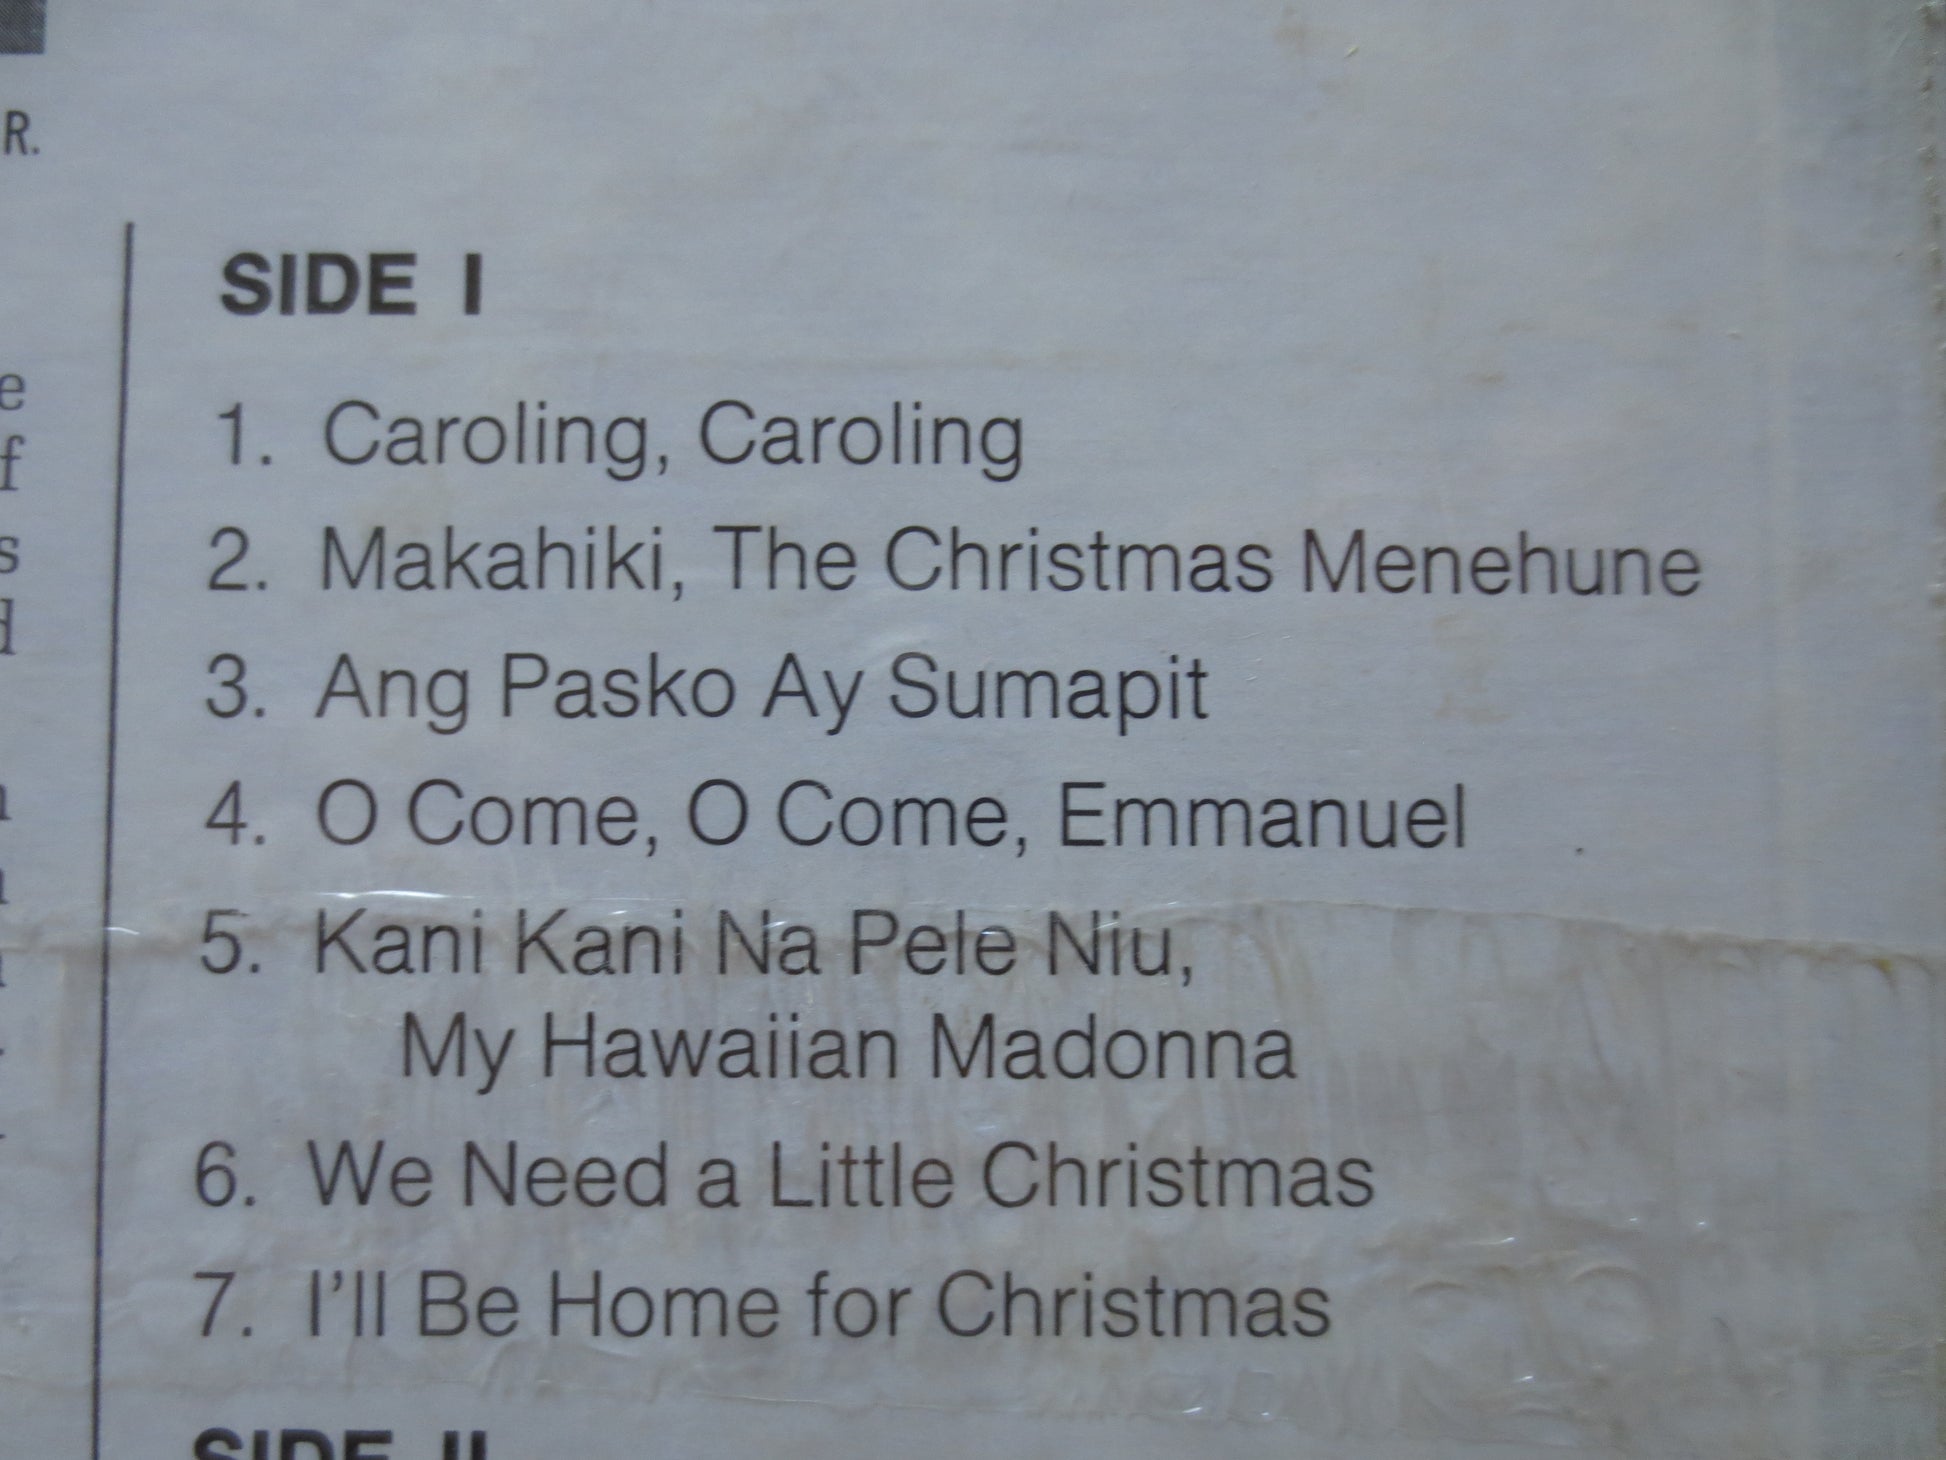 R.
SIDE I
1. Caroling, Caroling
2. Makahiki, The Christmas Menehune
3. Ang Pasko Ay Sumapit
4. O Come, O Come, Emmanuel
5. Kani Kani Na Pele Niu,
My Hawaiian Madonna
6. We Need a Little Christmas
7. I'll Be Home for Christmas
SIDE II